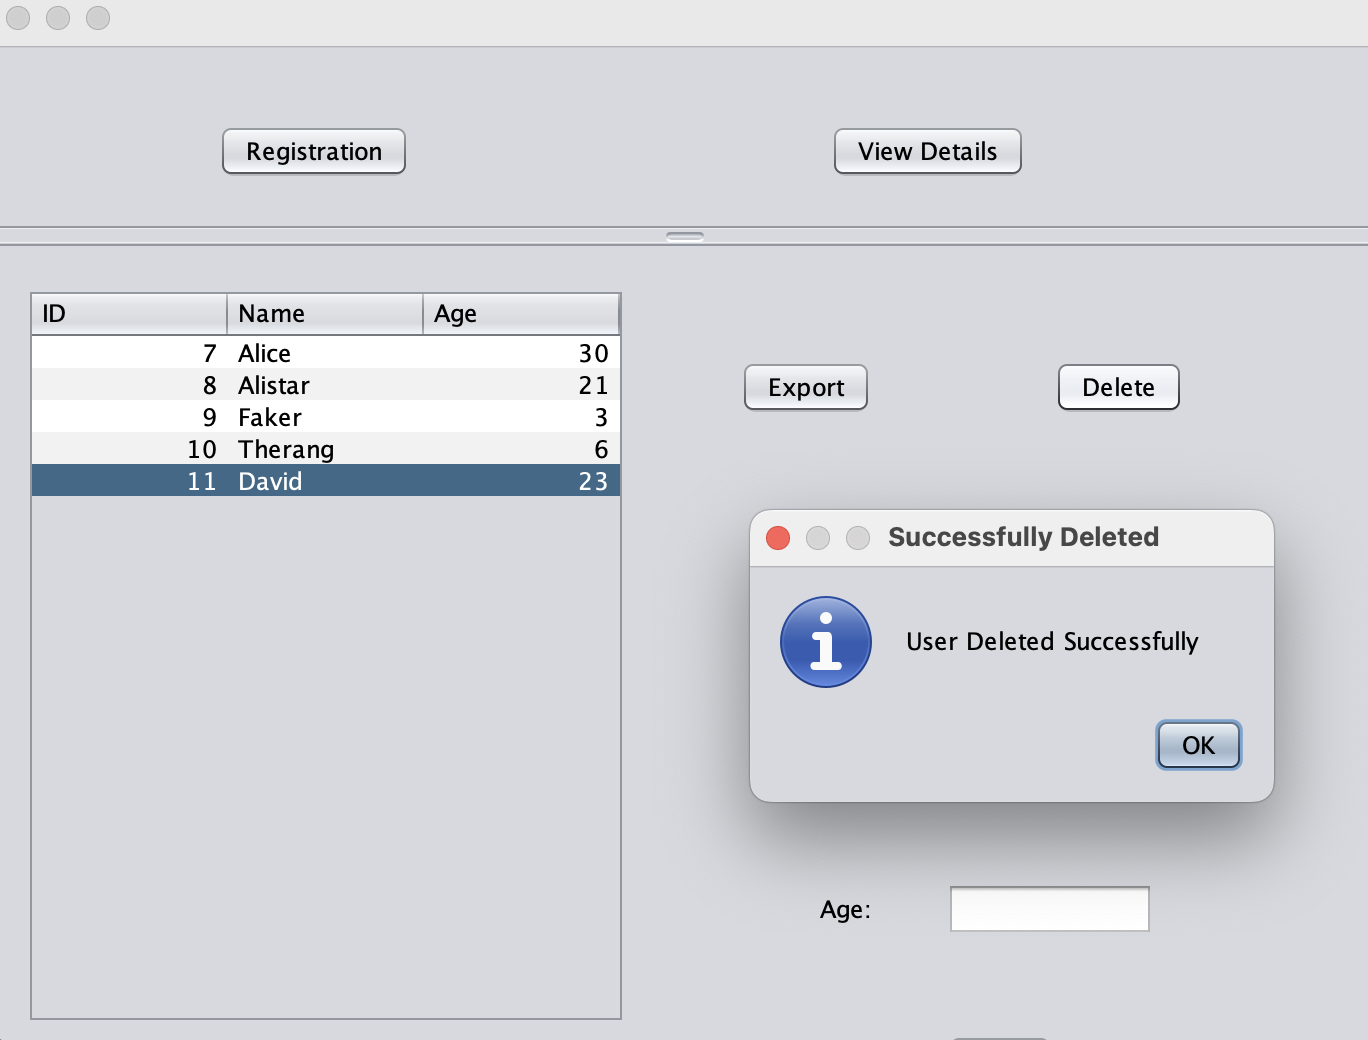 Registration
View Details
ID Name Age
7 Alice 30
8 Alistar 21
9 Faker 3
10 Therang 6
11 David 23
Export
Delete
Successfully Deleted
User Deleted Successfully
OK
Age: